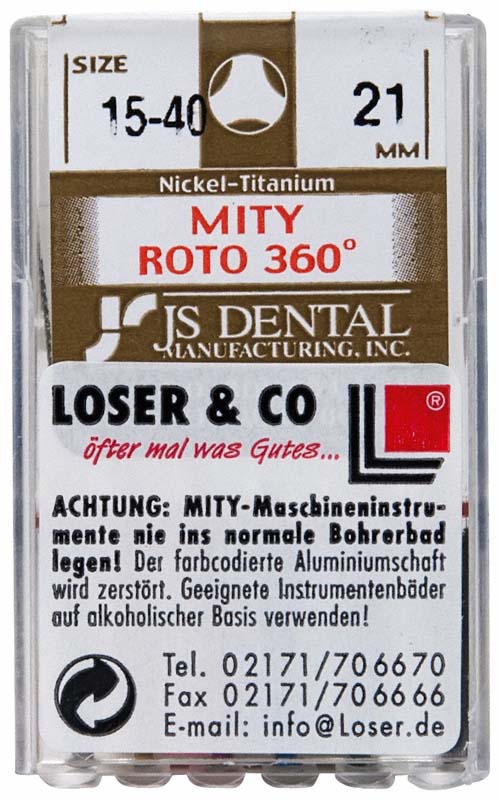 SIZE
15-40
21
MM
Nickel-Titanium
MITY
ROTO 360°
JS DENTAL
MANUFACTURING, INC.
LOSER & CO
öfter mal was Gutes...
®
ACHTUNG: MITY-Maschineninstru-
mente nie ins normale Bohrerbad
legen! Der farbcodierte Aluminiumschaft
wird zerstört. Geeignete Instrumentenbäder
auf alkoholischer Basis verwenden!
Tel. 02171/706670
Fax 02171/706666
E-mail: info@Loser.de